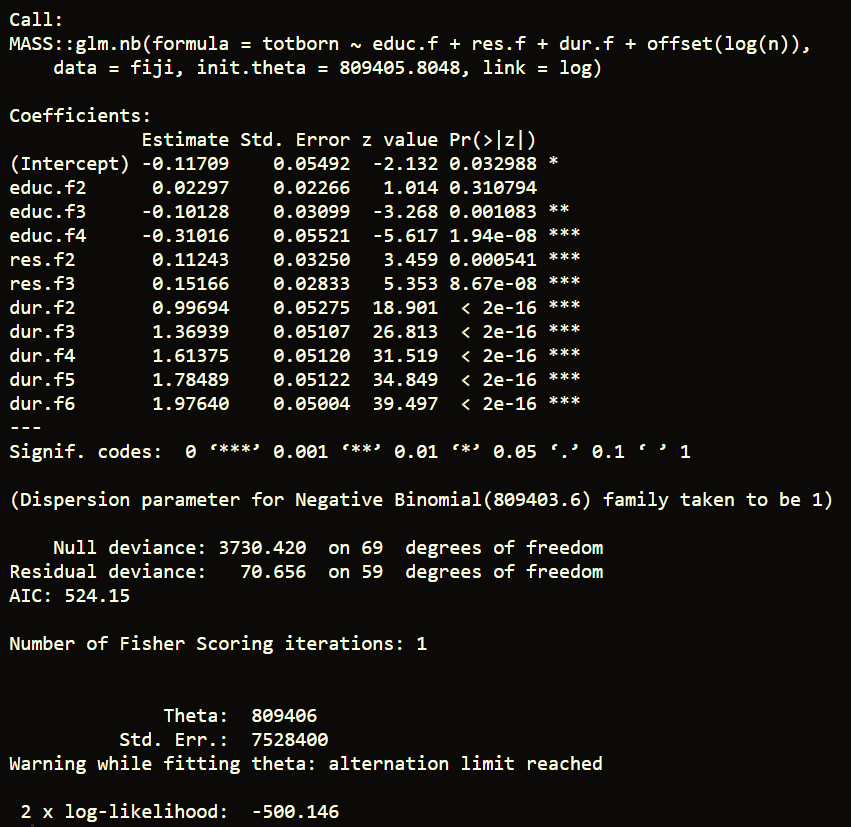 Call:
MASS::glm.nb(formula = totborn ~ educ.f + res.f + dur.f + offset(log(n)),
    data = fiji, init.theta = 809405.8048, link = log)

Coefficients:
            Estimate Std. Error z value Pr(>|z|)
(Intercept) -0.11709    0.05492  -2.132 0.032988 *
educ.f2      0.02297    0.02266   1.014 0.310794
educ.f3     -0.10128    0.03099  -3.268 0.001083 **
educ.f4     -0.31016    0.05521  -5.617 1.94e-08 ***
res.f2       0.11243    0.03250   3.459 0.000541 ***
res.f3       0.15166    0.02833   5.353 8.67e-08 ***
dur.f2       0.99694    0.05275  18.901  < 2e-16 ***
dur.f3       1.36939    0.05107  26.813  < 2e-16 ***
dur.f4       1.61375    0.05120  31.519  < 2e-16 ***
dur.f5       1.78489    0.05122  34.849  < 2e-16 ***
dur.f6       1.97640    0.05004  39.497  < 2e-16 ***
---
Signif. codes:  0 ‘***’ 0.001 ‘**’ 0.01 ‘*’ 0.05 ‘.’ 0.1 ‘ ’ 1

(Dispersion parameter for Negative Binomial(809403.6) family taken to be 1)

    Null deviance: 3730.420  on 69  degrees of freedom
Residual deviance:   70.656  on 59  degrees of freedom
AIC: 524.15

Number of Fisher Scoring iterations: 1


              Theta:  809406
          Std. Err.:  7528400
Warning while fitting theta: alternation limit reached

 2 x log-likelihood:  -500.146